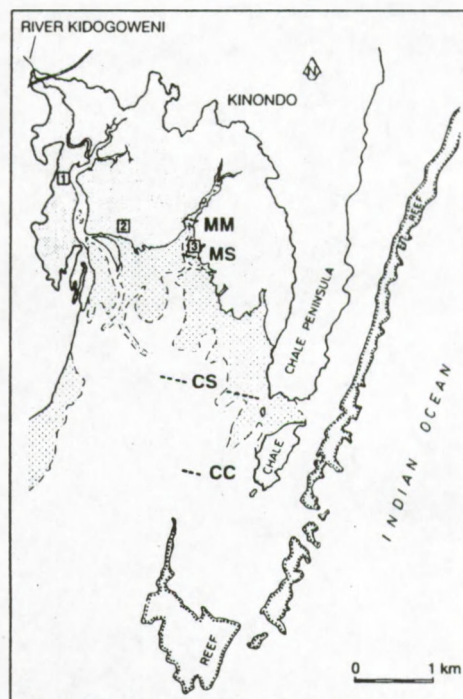 RIVER KIDOGOWENI
N
KINONDO
1
2
MM
3
MS
REEF
CHALE PENINSULA
CS
CHALE
CC
INDIAN OCEAN
REEF
0 1 km